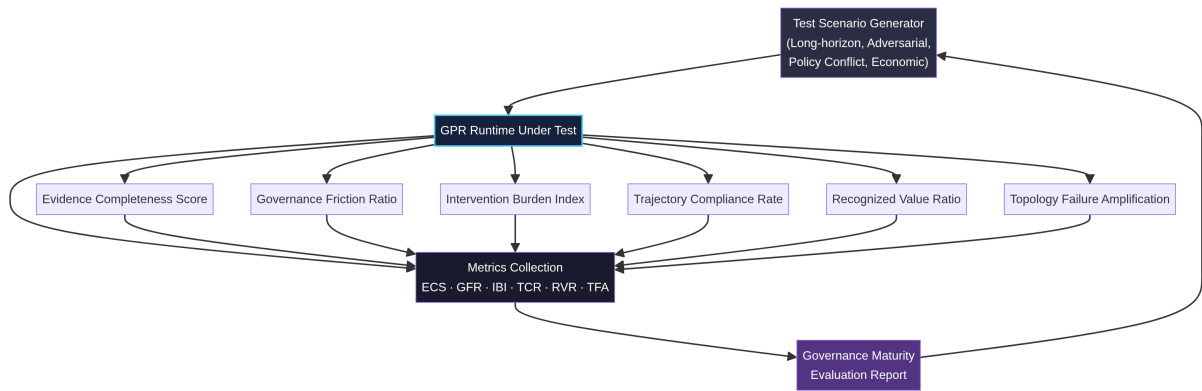 Test Scenario Generator
(Long-horizon, Adversarial,
Policy Conflict, Economic)
GPR Runtime Under Test
Evidence Completeness Score
Governance Friction Ratio
Intervention Burden Index
Trajectory Compliance Rate
Recognized Value Ratio
Topology Failure Amplification
Metrics Collection
ECS · GFR · IBI · TCR · RVR · TFA
Governance Maturity
Evaluation Report